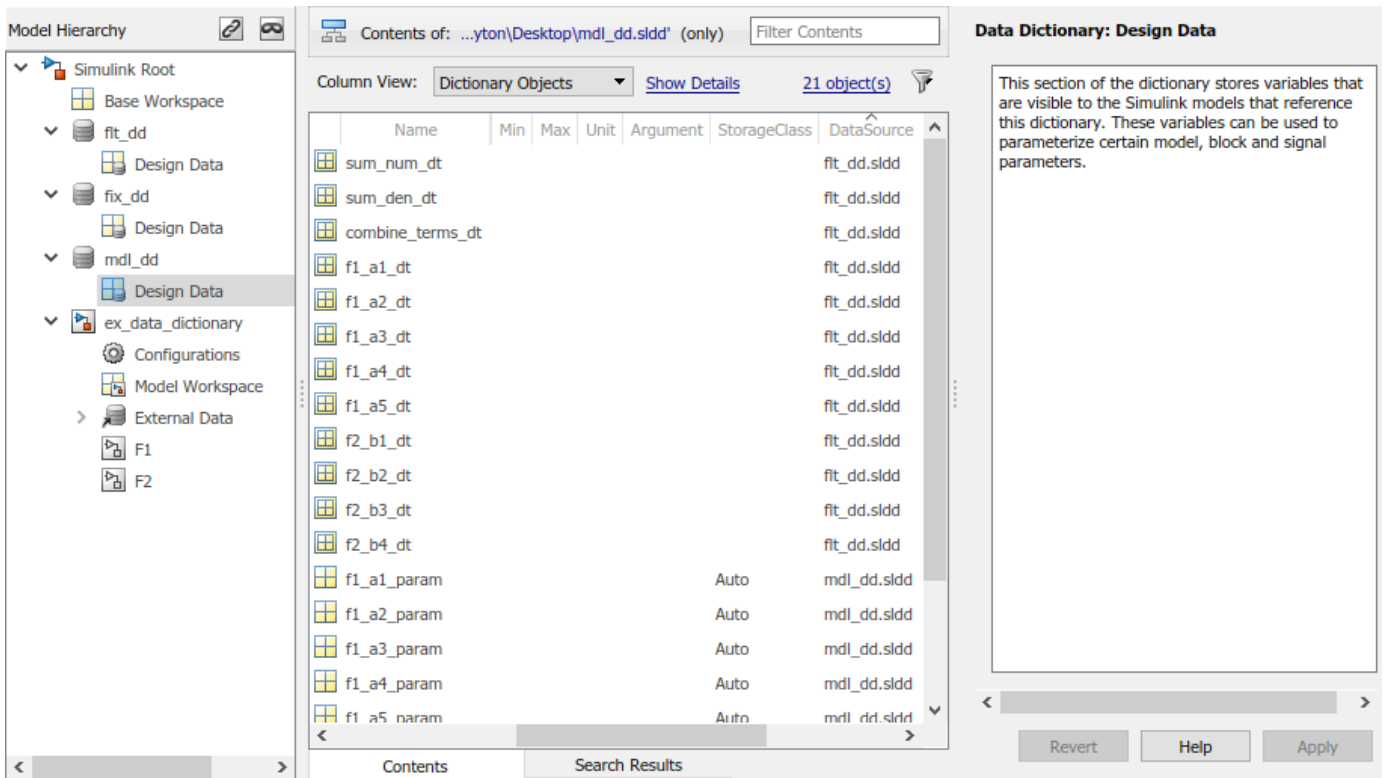 Model Hierarchy
Simulink Root
Base Workspace
flt_dd
Design Data
fix_dd
Design Data
mdl_dd
Design Data
ex_data_dictionary
Configurations
Model Workspace
External Data
F1
F2
Contents of: ...yton\Desktop\mdl_dd.sldd' (only) Filter Contents
Column View: Dictionary Objects Show Details 21 object(s)
Name Min Max Unit Argument StorageClass DataSource
sum_num_dt flt_dd.sldd
sum_den_dt flt_dd.sldd
combine_terms_dt flt_dd.sldd
f1_a1_dt flt_dd.sldd
f1_a2_dt flt_dd.sldd
f1_a3_dt flt_dd.sldd
f1_a4_dt flt_dd.sldd
f1_a5_dt flt_dd.sldd
f2_b1_dt flt_dd.sldd
f2_b2_dt flt_dd.sldd
f2_b3_dt flt_dd.sldd
f2_b4_dt flt_dd.sldd
f1_a1_param Auto mdl_dd.sldd
f1_a2_param Auto mdl_dd.sldd
f1_a3_param Auto mdl_dd.sldd
f1_a4_param Auto mdl_dd.sldd
f1_a5_param Auto mdl_dd.sldd
Contents Search Results
Data Dictionary: Design Data
This section of the dictionary stores variables that
are visible to the Simulink models that reference
this dictionary. These variables can be used to
parameterize certain model, block and signal
parameters.
Revert Help Apply